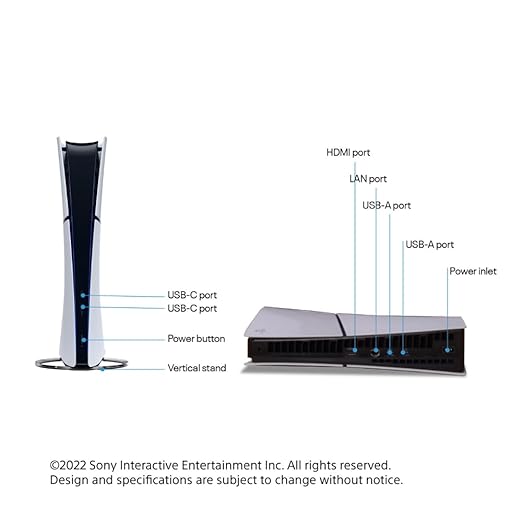 HDMI port
LAN port
USB-A port
USB-A port
Power inlet
USB-C port
USB-C port
Power button
Vertical stand
©2022 Sony Interactive Entertainment Inc. All rights reserved.
Design and specifications are subject to change without notice.